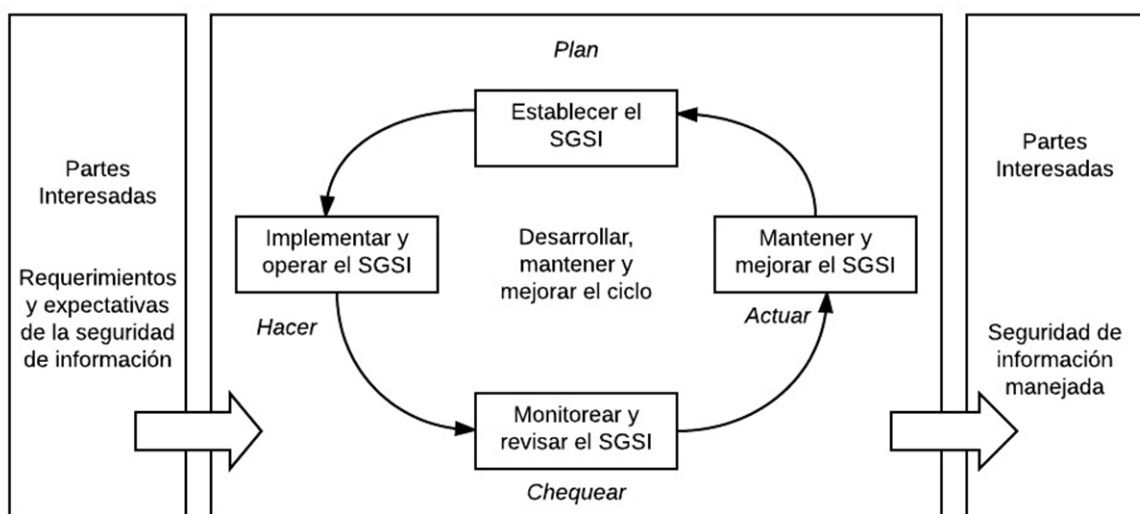 Partes
Interesadas
Requerimientos
y expectativas
de la seguridad
de información
Plan
Establecer el
SGSI
Implementar y
operar el SGSI
Hacer
Desarrollar,
mantener y
mejorar el ciclo
Mantener y
mejorar el SGSI
Actuar
Monitorear y
revisar el SGSI
Chequear
Partes
Interesadas
Seguridad de
información
manejada